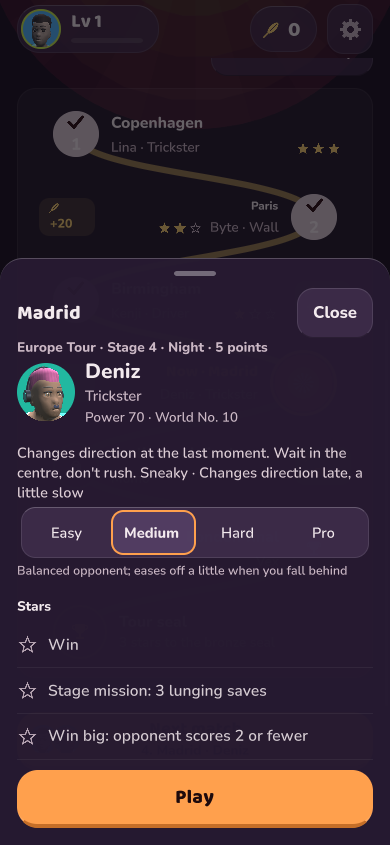 Lv 1
0
Copenhagen
1
Lina · Trickster
Paris
+20
Byte · Wall
2
Madrid
Close
Europe Tour · Stage 4 · Night · 5 points
Deniz
Trickster
Power 70 · World No. 10
Changes direction at the last moment. Wait in the
centre, don't rush. Sneaky · Changes direction late, a
little slow
Easy
Medium
Hard
Pro
Balanced opponent; eases off a little when you fall behind
Stars
Win
Stage mission: 3 lunging saves
Win big: opponent scores 2 or fewer
Play